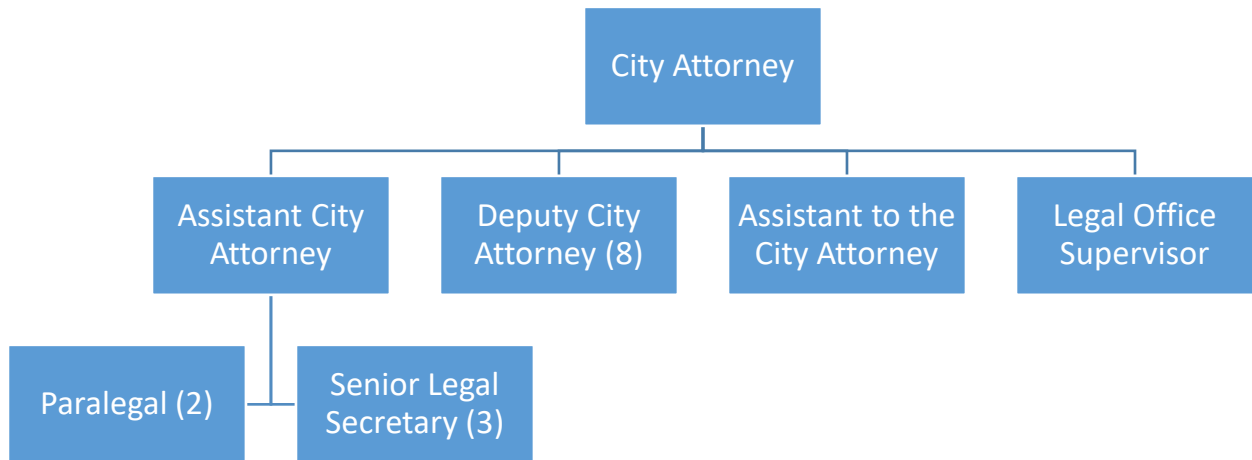 City Attorney
Assistant City
Attorney
Deputy City
Attorney (8)
Assistant to the
City Attorney
Legal Office
Supervisor
Paralegal (2)
Senior Legal
Secretary (3)